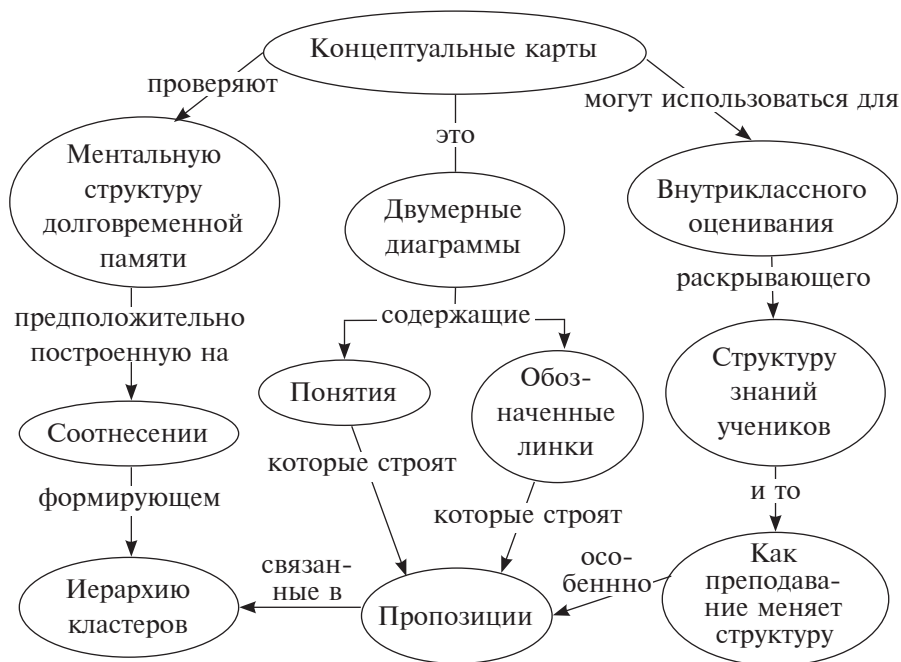 Концептуальные карты
проверяют
могут использоваться для
это
Ментальную
структуру
долговременной
памяти
Двумерные
диаграммы
Внутриклассного
оценивания
раскрывающего
предположительно
построенную на
содержащие
Понятия
Обоз-
наченные
линки
Структуру
знаний
учеников
Соотнесении
которые строят
формирующем
которые строят
и то
связан-
ные в
осо-
беннно
Иерархию
кластеров
Пропозиции
Как
преподава-
ние меняет
структуру